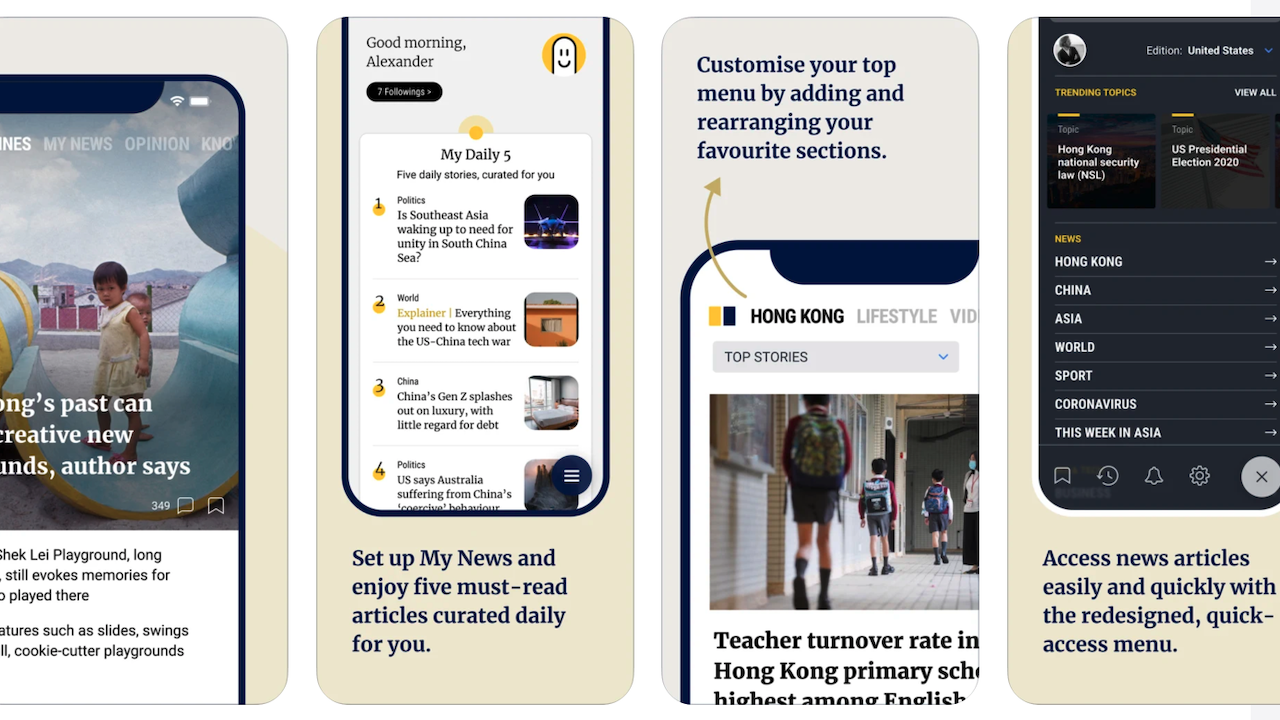 INES MY NEWS OPINION KNO
ong's past can
creative new
unds, author says
349
Shek Lei Playground, long
, still evokes memories for
o played there
atures such as slides, swings
ll, cookie-cutter playgrounds
Good morning,
Alexander
7 Followings >
My Daily 5
Five daily stories, curated for you
1
Politics
Is Southeast Asia
waking up to need for
unity in South China
Sea?
2
World
Explainer | Everything
you need to know about
the US-China tech war
3
China
China's Gen Z splashes
out on luxury, with
little regard for debt
4
Politics
US says Australia
suffering from China's
'coercive' behaviour
Set up My News and
enjoy five must-read
articles curated daily
for you.
Customise your top
menu by adding and
rearranging your
favourite sections.
HONG KONG LIFESTYLE VID
TOP STORIES
Teacher turnover rate in
Hong Kong primary scho
highest among English
Edition: United States
TRENDING TOPICS VIEW ALL
Topic
Hong Kong
national security
law (NSL)
Topic
US Presidential
Election 2020
NEWS
HONG KONG
CHINA
ASIA
WORLD
SPORT
CORONAVIRUS
THIS WEEK IN ASIA
BUSINESS
Access news articles
easily and quickly with
the redesigned, quick-
access menu.